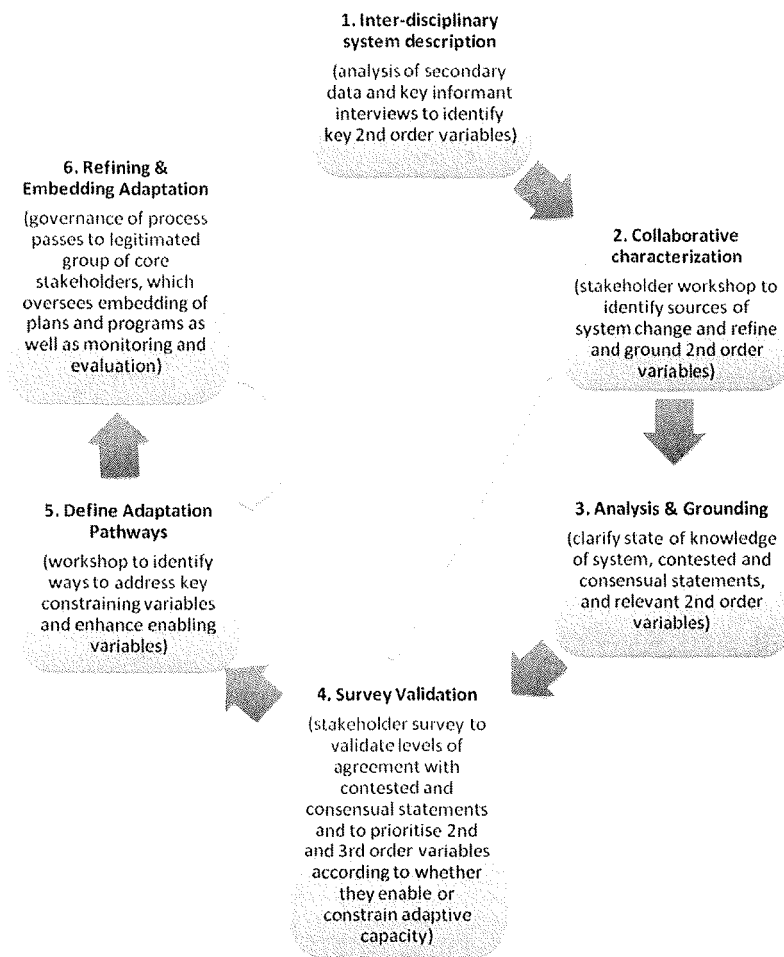 1. Inter-disciplinary
system description
(analysis of secondary
data and key informant
interviews to identify
key 2nd order variables)
2. Collaborative
characterization
(stakeholder workshop to
identify sources of
system change and refine
and ground 2nd order
variables)
3. Analysis & Grounding
(clarify state of knowledge
of system, contested and
consensual statements,
and relevant 2nd order
variables)
4. Survey Validation
(stakeholder survey to
validate levels of
agreement with
contested and
consensual statements
and to prioritise 2nd
and 3rd order variables
according to whether
they enable or
constrain adaptive
capacity)
5. Define Adaptation
Pathways
(workshop to identify
ways to address key
constraining variables
and enhance enabling
variables)
6. Refining &
Embedding Adaptation
(governance of process
passes to legitimated
group of core
stakeholders, which
oversees embedding of
plans and programs as
well as monitoring and
evaluation)